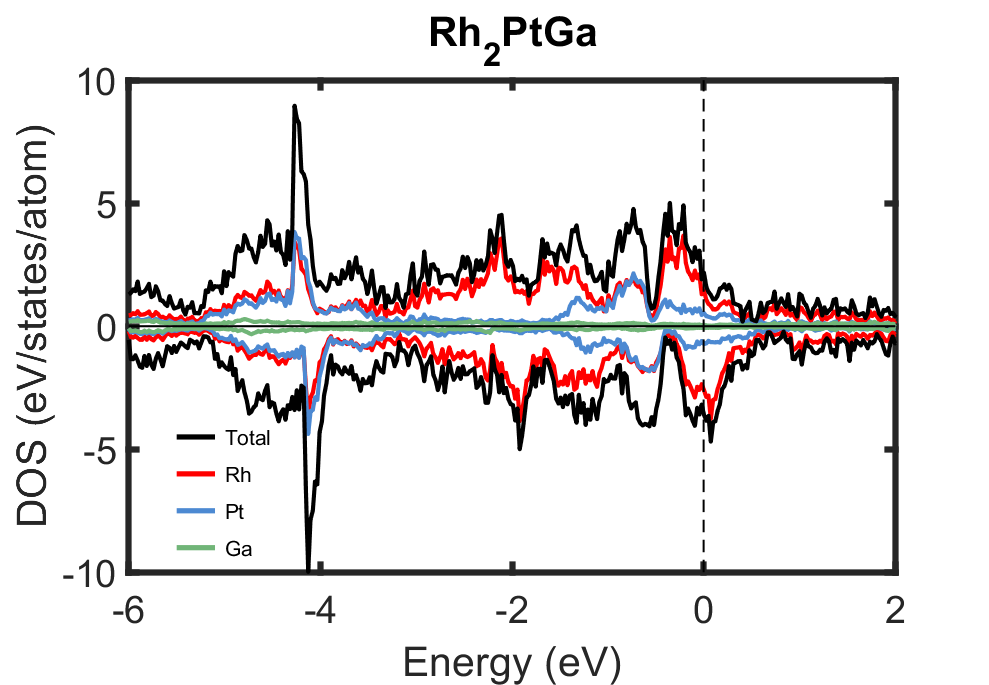 Rh₂PtGa
DOS (eV/states/atom)
10
5
0
-5
-10
Total
Rh
Pt
Ga
-6 -4 -2 0 2
Energy (eV)